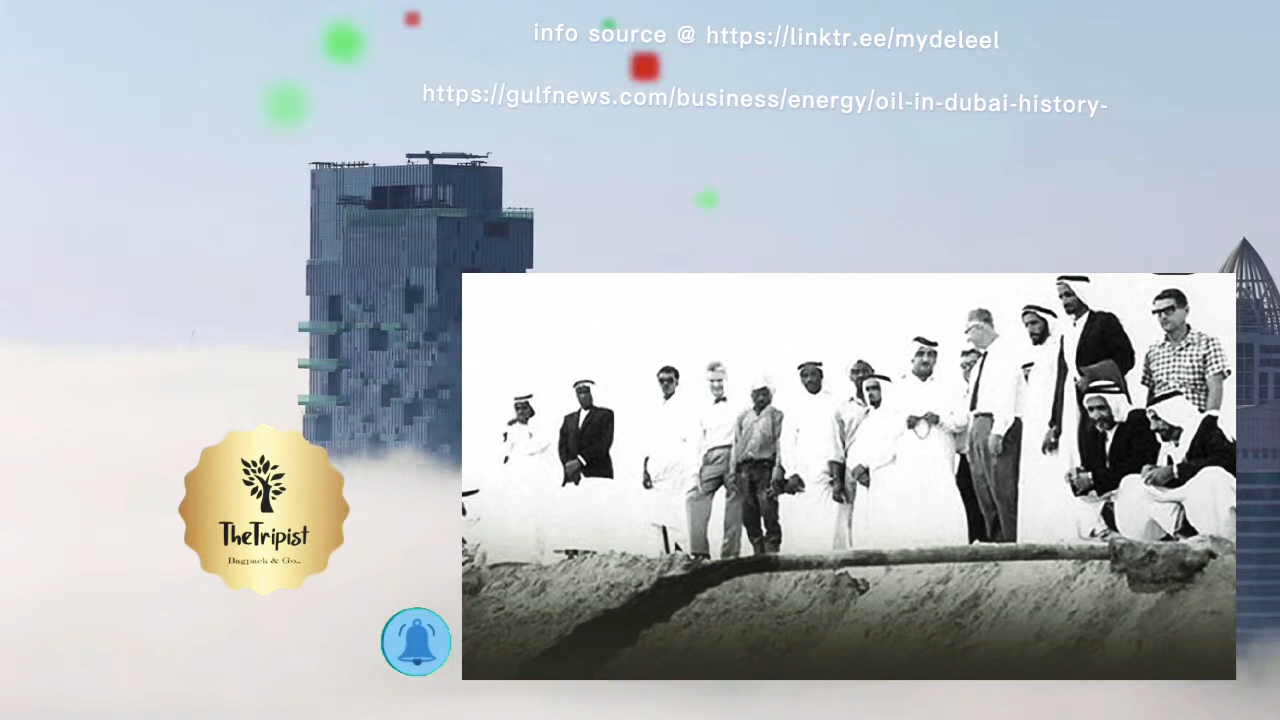 info source @ https://linktr.ee/mydeleel
https://gulfnews.com/business/energy/oil-in-dubai-history-
TheTripist
Bagpack & Go..